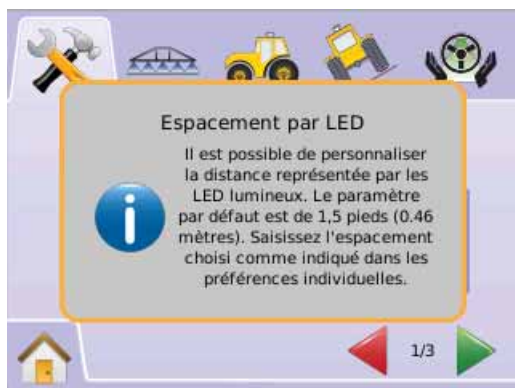 Espacement par LED
Il est possible de personnaliser
la distance représentée par les
LED lumineux. Le paramètre
par défaut est de 1,5 pieds (0.46
mètres). Saisissez l'espacement
choisi comme indiqué dans les
préférences individuelles.
1/3